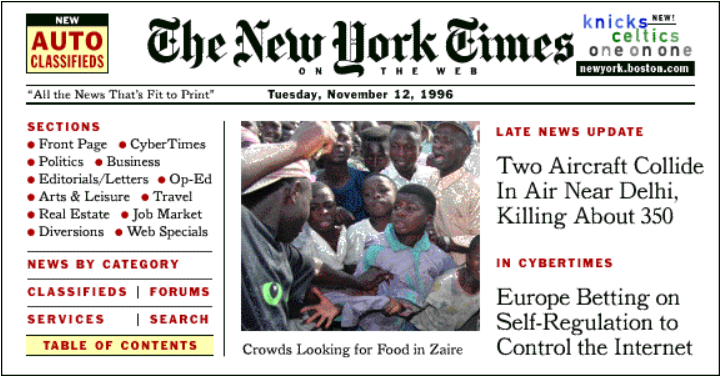 NEW
AUTO
CLASSIFIEDS
The New York Times
ON THE WEB
knicks NEW!
celtics
one on one
newyork.boston.com
"All the News That's Fit to Print"
Tuesday, November 12, 1996
SECTIONS
● Front Page ● CyberTimes
● Politics ● Business
● Editorials/Letters ● Op-Ed
● Arts & Leisure ● Travel
● Real Estate ● Job Market
● Diversions ● Web Specials
NEWS BY CATEGORY
CLASSIFIEDS | FORUMS
SERVICES | SEARCH
TABLE OF CONTENTS
Crowds Looking for Food in Zaire
LATE NEWS UPDATE
Two Aircraft Collide
In Air Near Delhi,
Killing About 350
IN CYBERTIMES
Europe Betting on
Self-Regulation to
Control the Internet